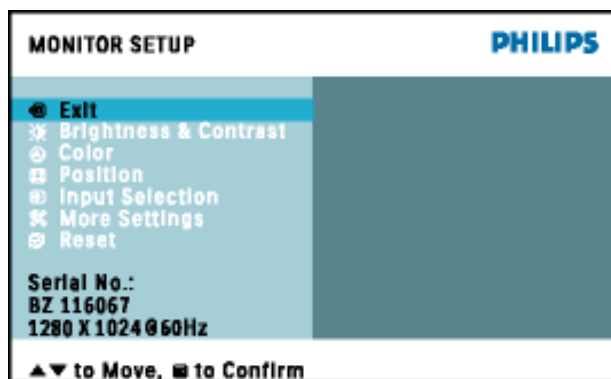 MONITOR SETUP
PHILIPS
Exit
Brightness & Contrast
Color
Position
Input Selection
More Settings
Reset
Serial No.:
BZ 116067
1280 X 1024@60Hz
▲▼ to Move, to Confirm